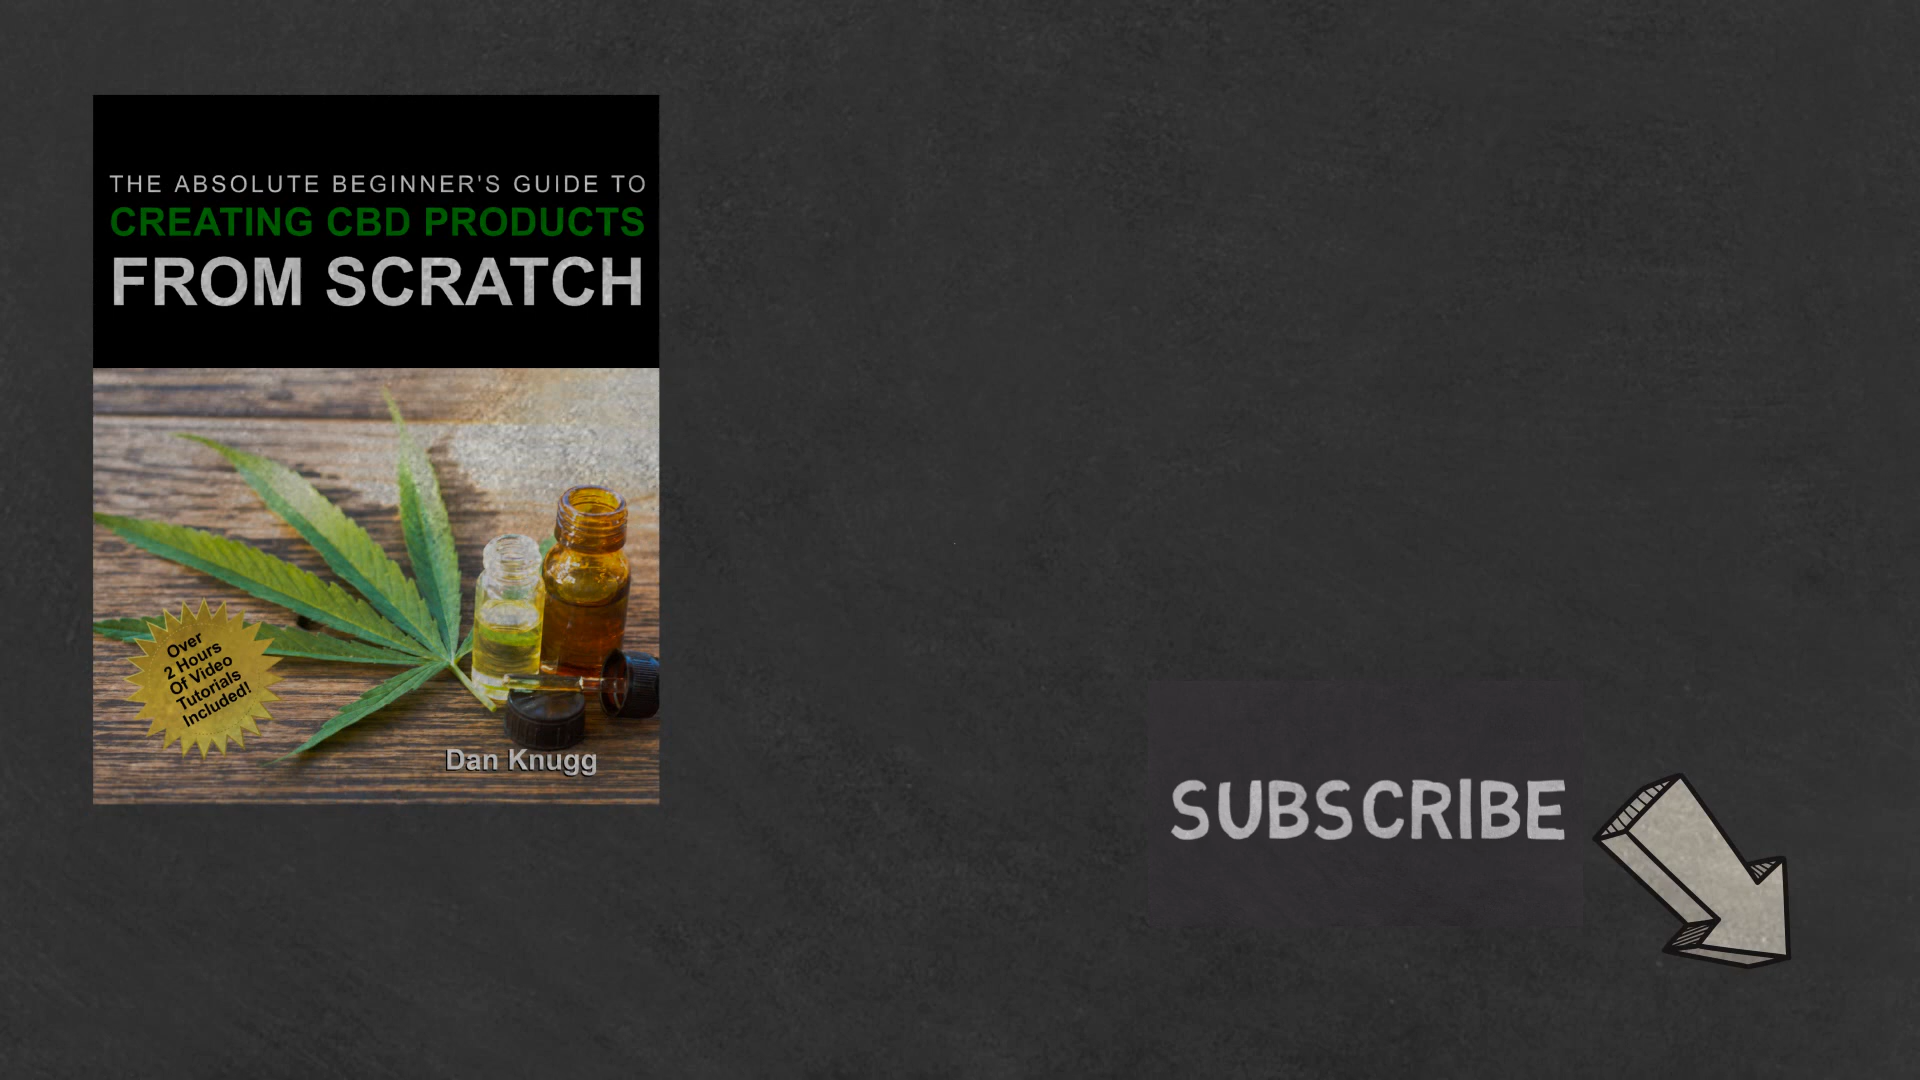 THE ABSOLUTE BEGINNER'S GUIDE TO
CREATING CBD PRODUCTS
FROM SCRATCH
Over
2 Hours
Of Video
Tutorials
Included!
Dan Knugg
SUBSCRIBE